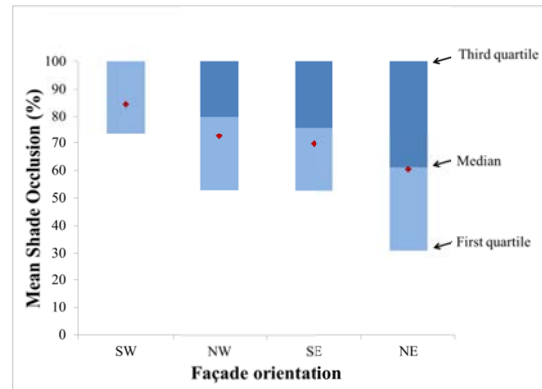 Mean Shade Occlusion (%)
100
90
80
70
60
50
40
30
20
10
0
SW NW SE NE
Façade orientation
Third quartile
Median
First quartile